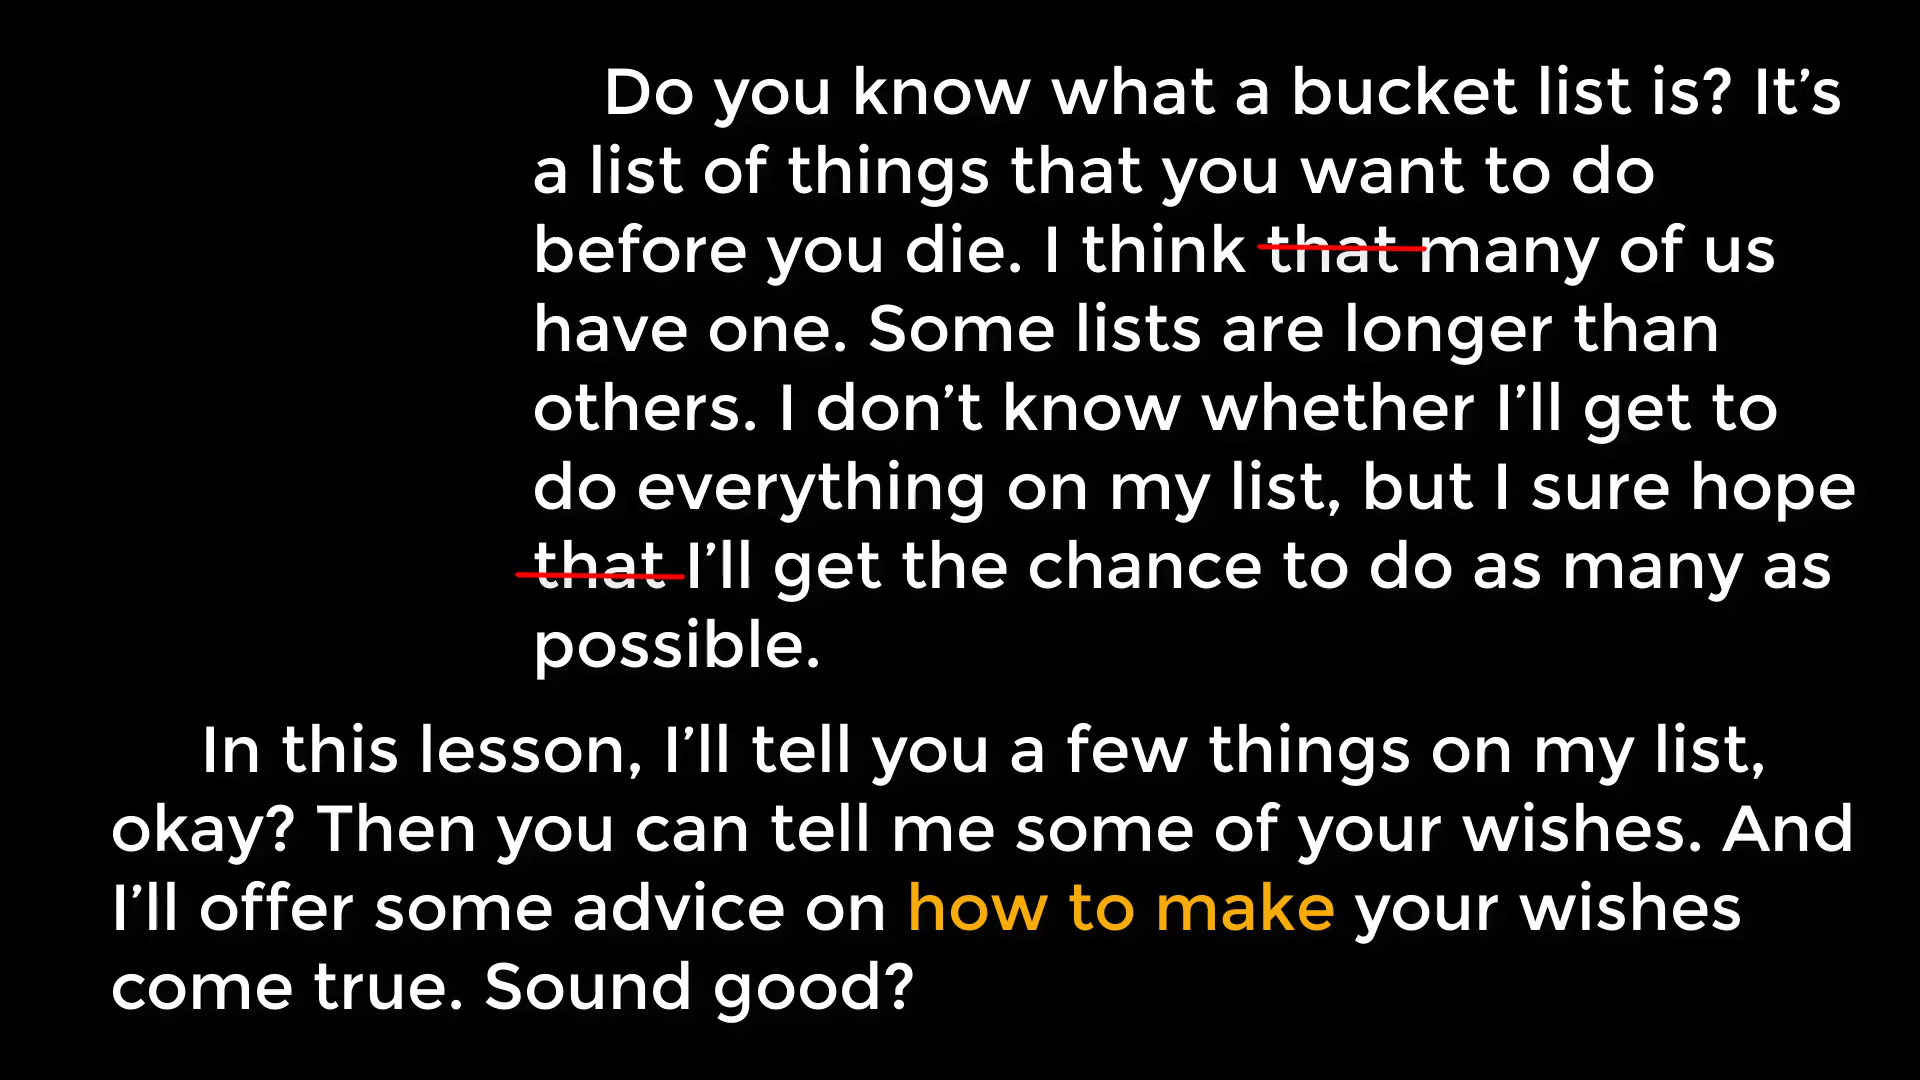 Do you know what a bucket list is? It’s
a list of things that you want to do
before you die. I think that many of us
have one. Some lists are longer than
others. I don’t know whether I’ll get to
do everything on my list, but I sure hope
that I’ll get the chance to do as many as
possible.
In this lesson, I’ll tell you a few things on my list,
okay? Then you can tell me some of your wishes. And
I’ll offer some advice on how to make your wishes
come true. Sound good?